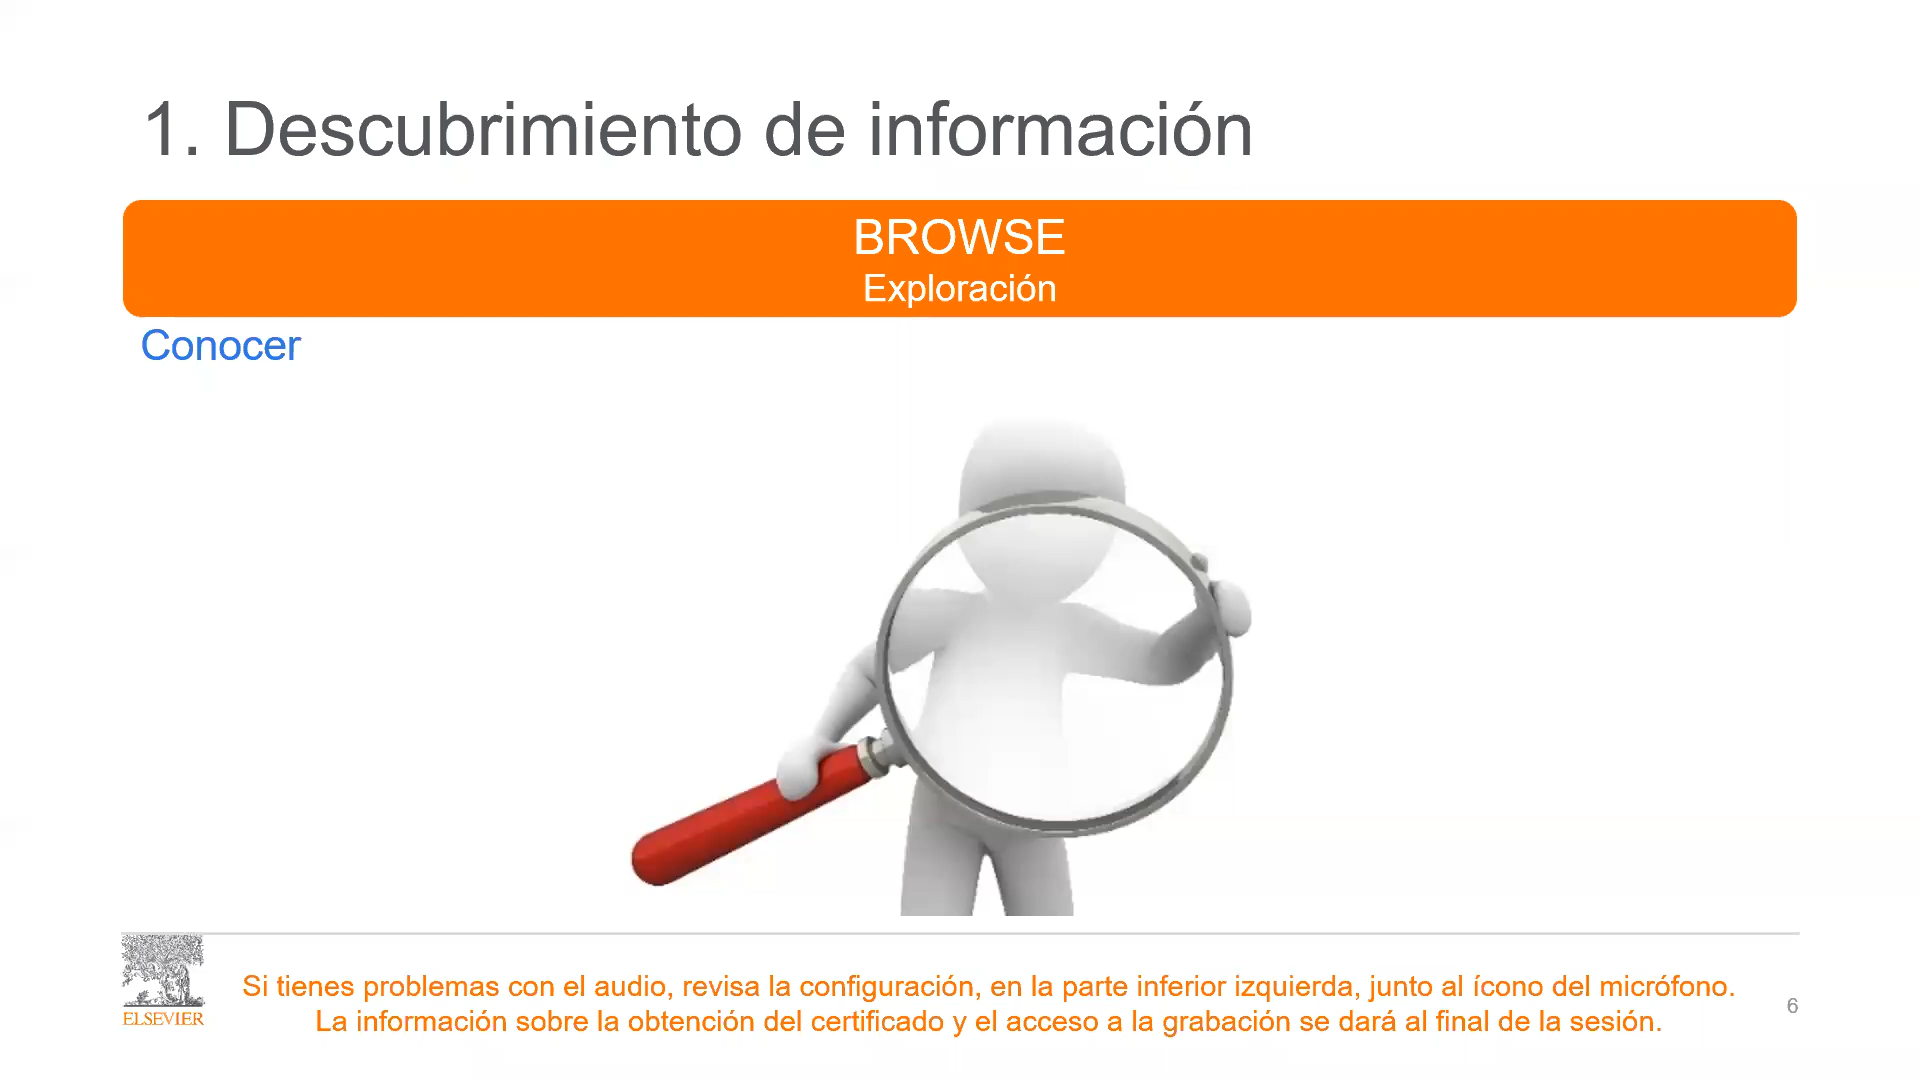 1. Descubrimiento de información
BROWSE
Exploración
Conocer
ELSEVIER
Si tienes problemas con el audio, revisa la configuración, en la parte inferior izquierda, junto al ícono del micrófono.
La información sobre la obtención del certificado y el acceso a la grabación se dará al final de la sesión.
6